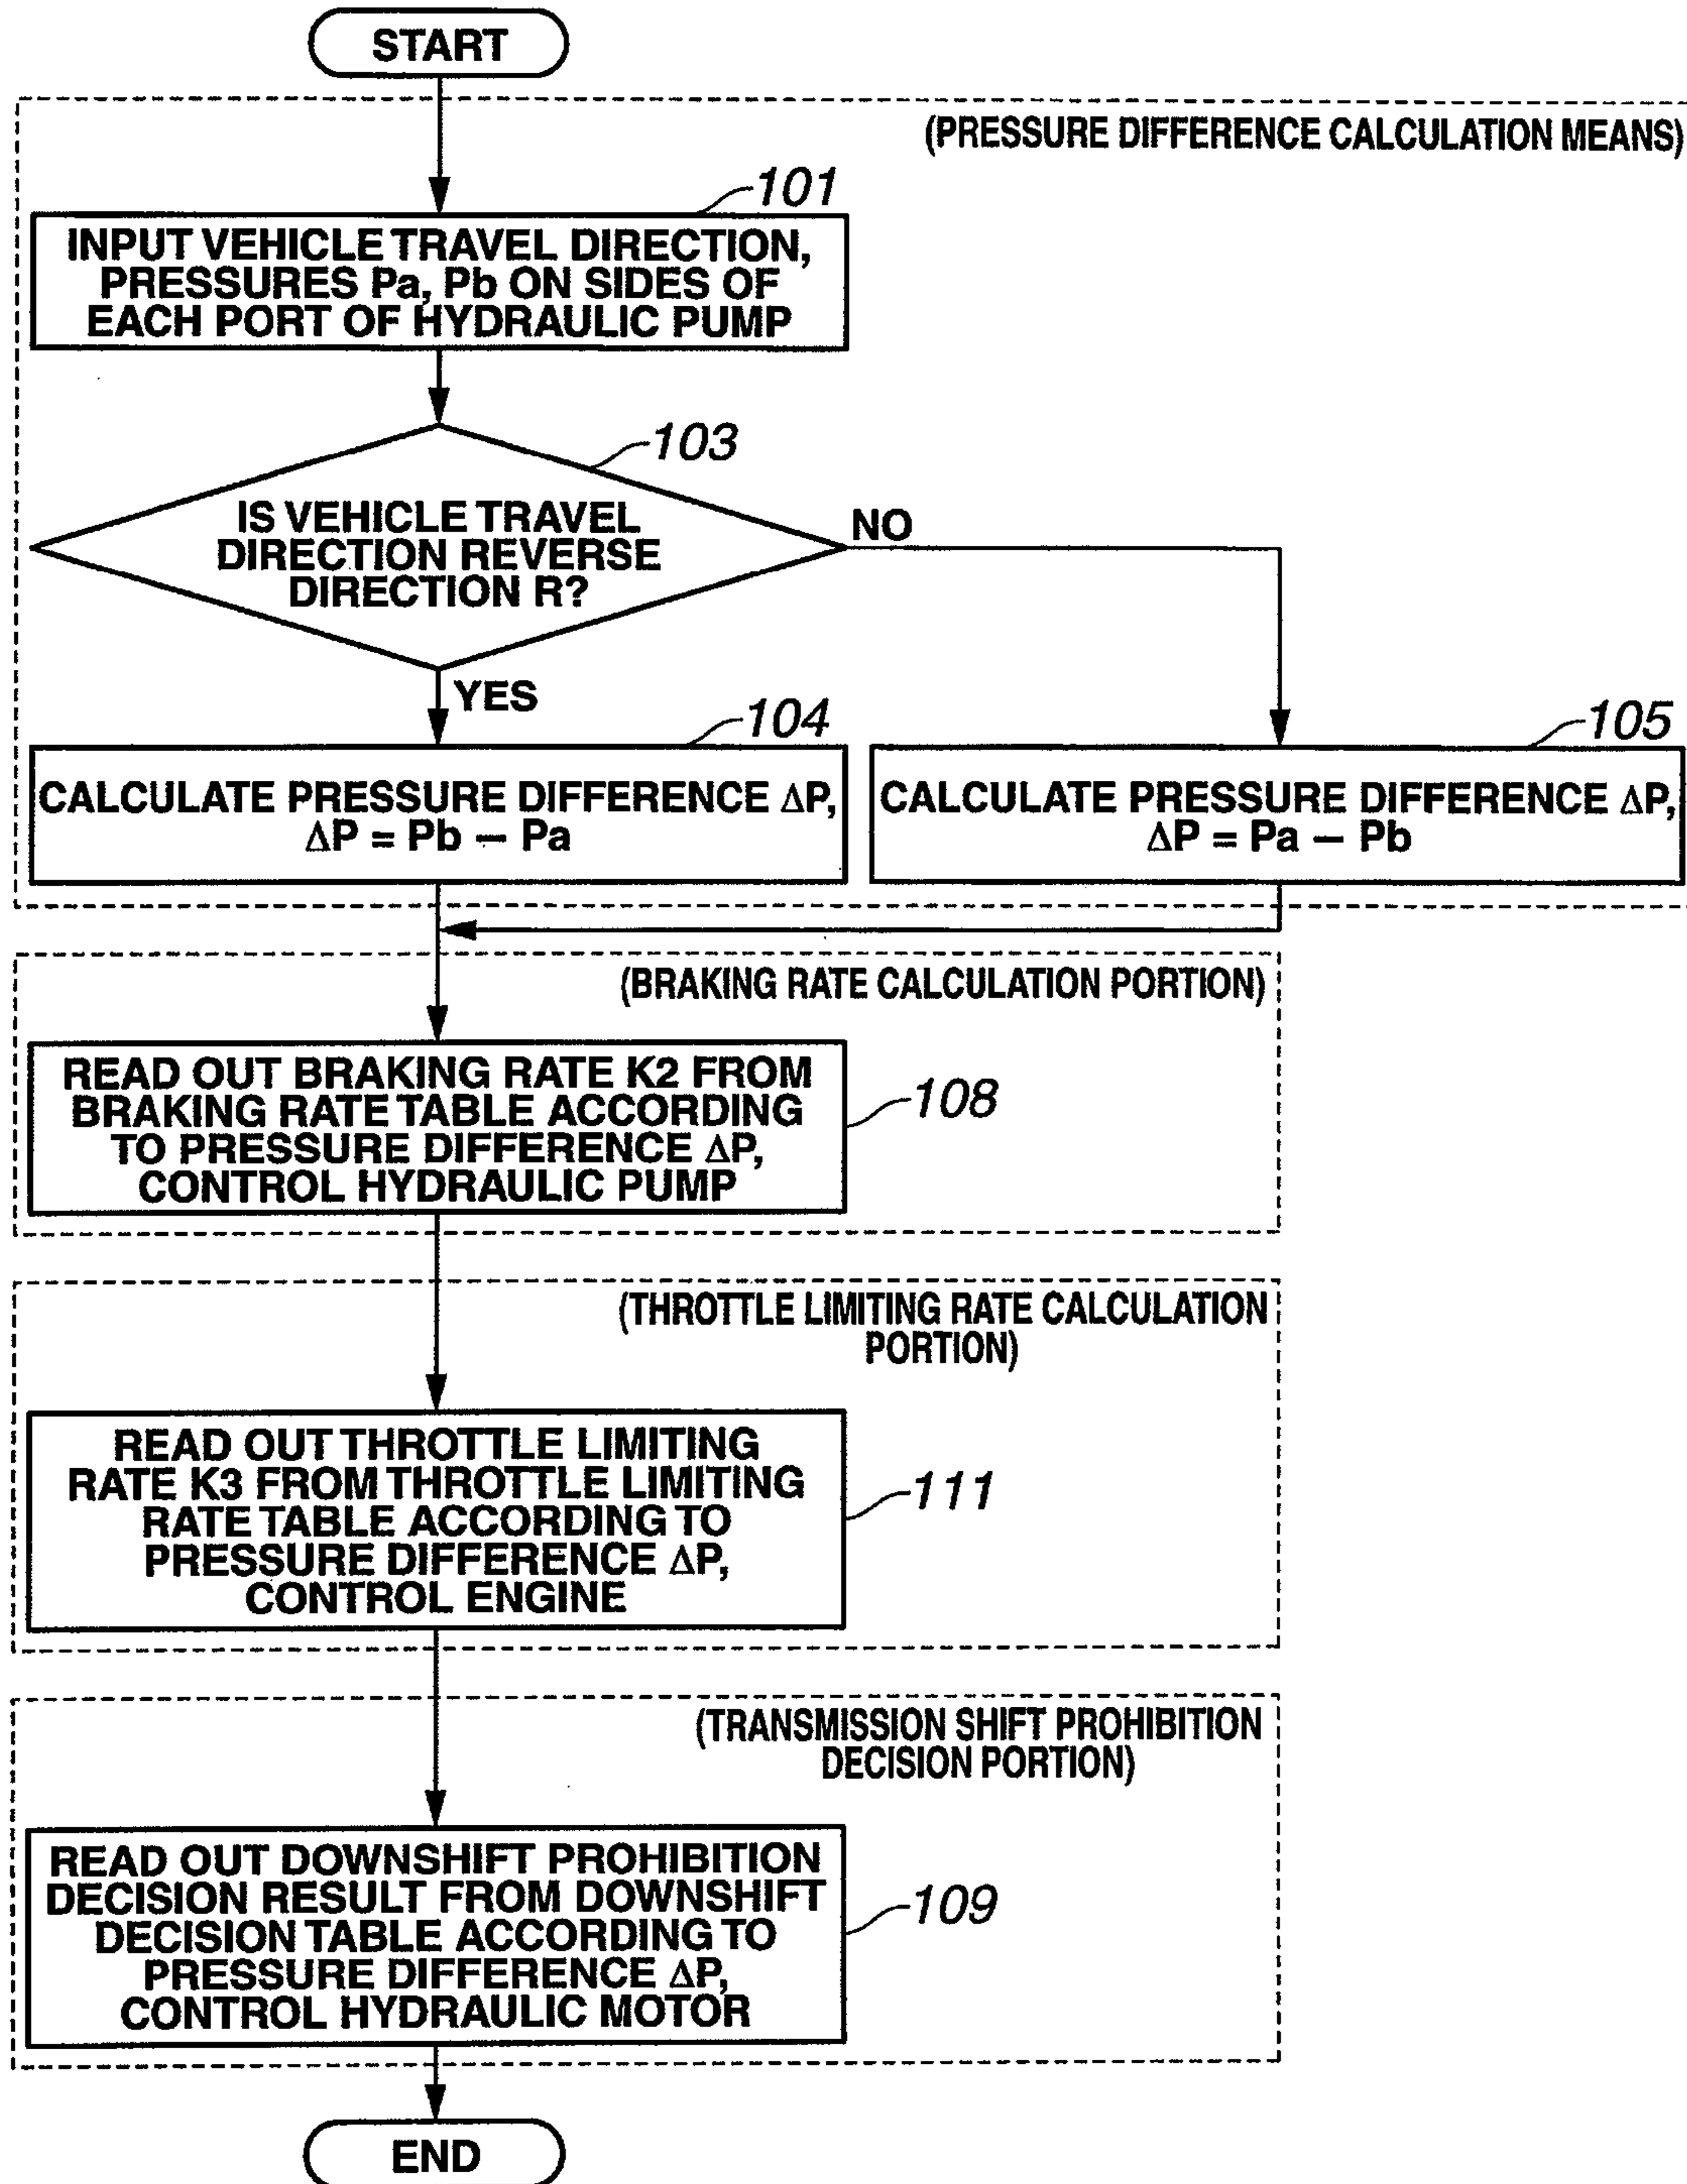 START
(PRESSURE DIFFERENCE CALCULATION MEANS)
101
INPUT VEHICLE TRAVEL DIRECTION,
PRESSURES Pa, Pb ON SIDES OF
EACH PORT OF HYDRAULIC PUMP
103
IS VEHICLE TRAVEL
DIRECTION REVERSE
DIRECTION R?
NO
YES
104
CALCULATE PRESSURE DIFFERENCE ΔP,
ΔP = Pb − Pa
105
CALCULATE PRESSURE DIFFERENCE ΔP,
ΔP = Pa − Pb
(BRAKING RATE CALCULATION PORTION)
READ OUT BRAKING RATE K2 FROM
BRAKING RATE TABLE ACCORDING
TO PRESSURE DIFFERENCE ΔP,
CONTROL HYDRAULIC PUMP
108
(THROTTLE LIMITING RATE CALCULATION
PORTION)
READ OUT THROTTLE LIMITING
RATE K3 FROM THROTTLE LIMITING
RATE TABLE ACCORDING TO
PRESSURE DIFFERENCE ΔP,
CONTROL ENGINE
111
(TRANSMISSION SHIFT PROHIBITION
DECISION PORTION)
READ OUT DOWNSHIFT PROHIBITION
DECISION RESULT FROM DOWNSHIFT
DECISION TABLE ACCORDING TO
PRESSURE DIFFERENCE ΔP,
CONTROL HYDRAULIC MOTOR
109
END